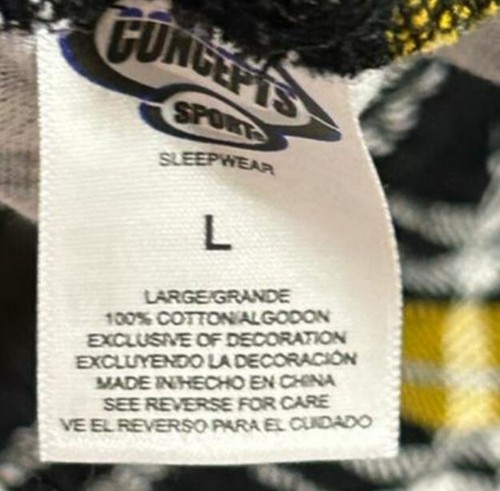 CONCEPTS
SPORT
SLEEPWEAR
L
LARGE/GRANDE
100% COTTON/ALGODON
EXCLUSIVE OF DECORATION
EXCLUYENDO LA DECORACIÓN
MADE IN/HECHO EN CHINA
SEE REVERSE FOR CARE
VE EL REVERSO PARA EL CUIDADO